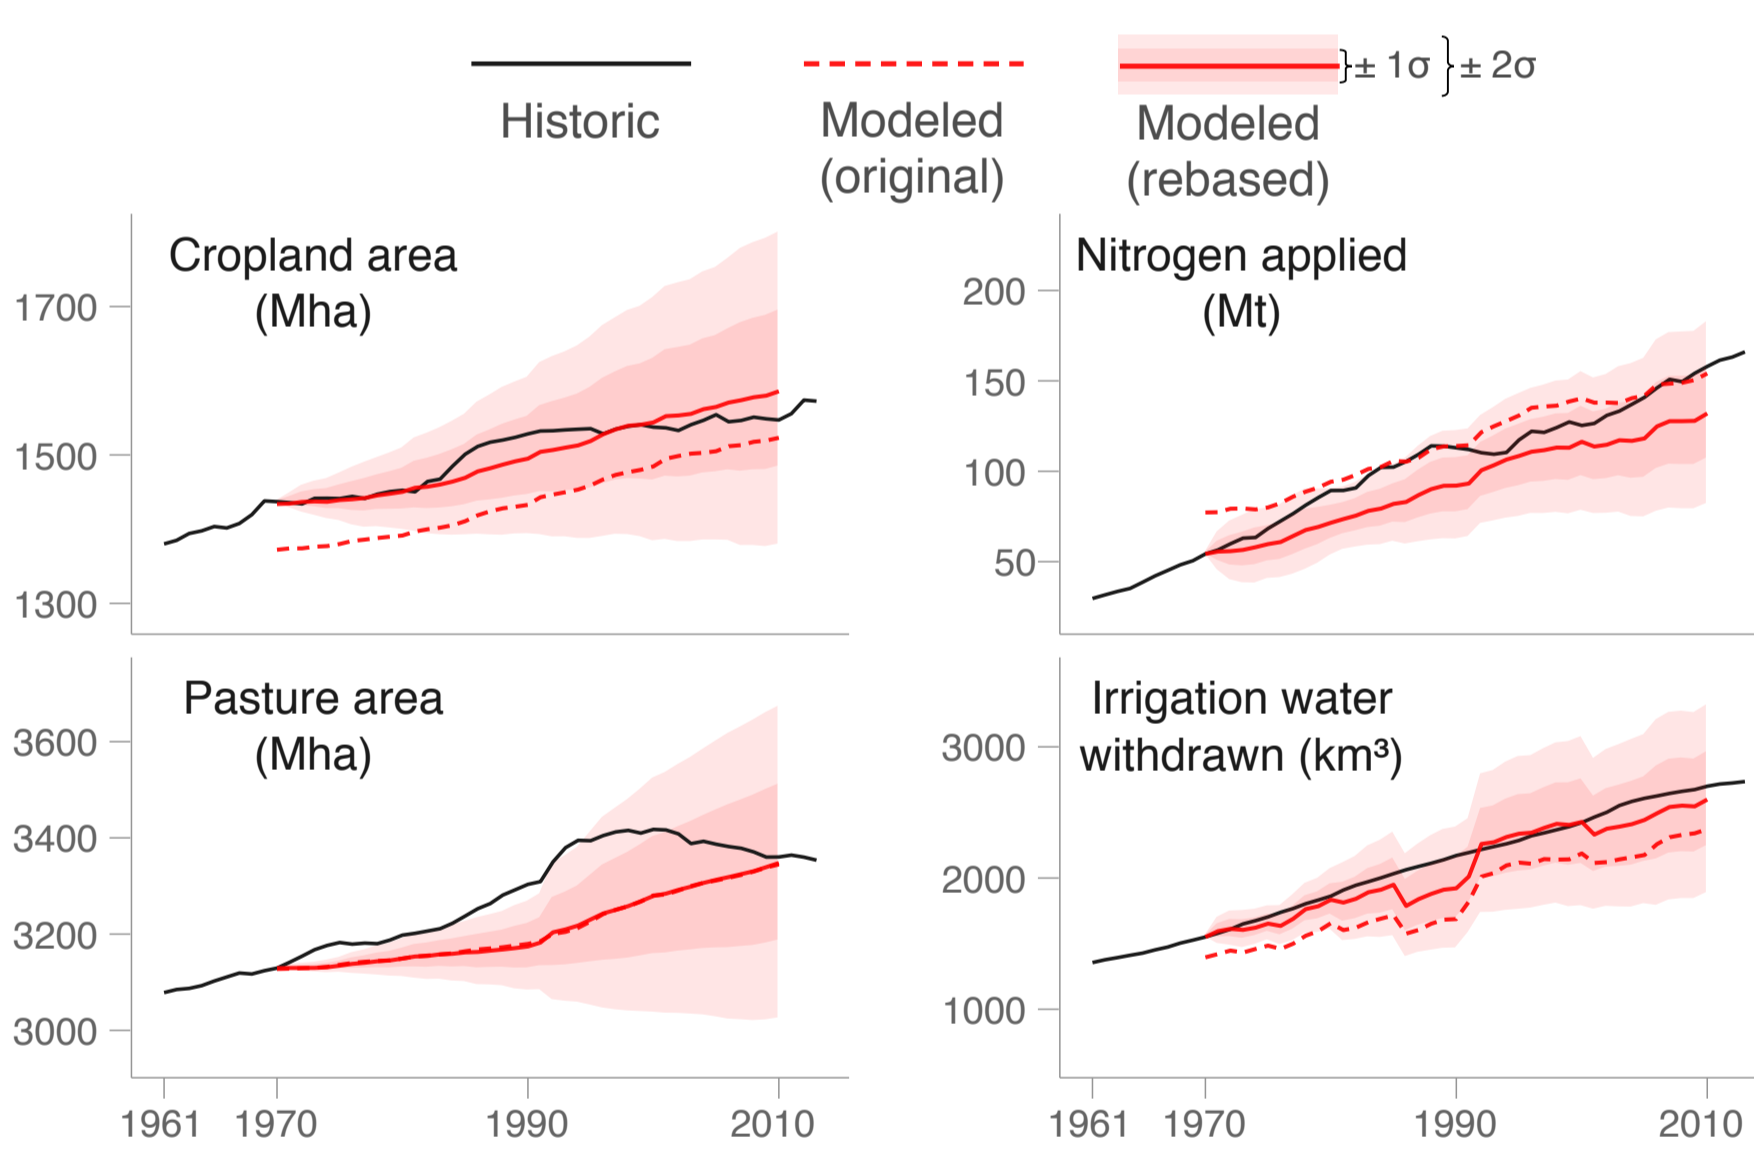 ± 1σ ± 2σ
Historic
Modeled
(original)
Modeled
(rebased)
Cropland area
(Mha)
1700
1500
1300
Nitrogen applied
(Mt)
200
150
100
50
Pasture area
(Mha)
3600
3400
3200
3000
1961 1970 1990 2010
Irrigation water
withdrawn (km³)
3000
2000
1000
1961 1970 1990 2010